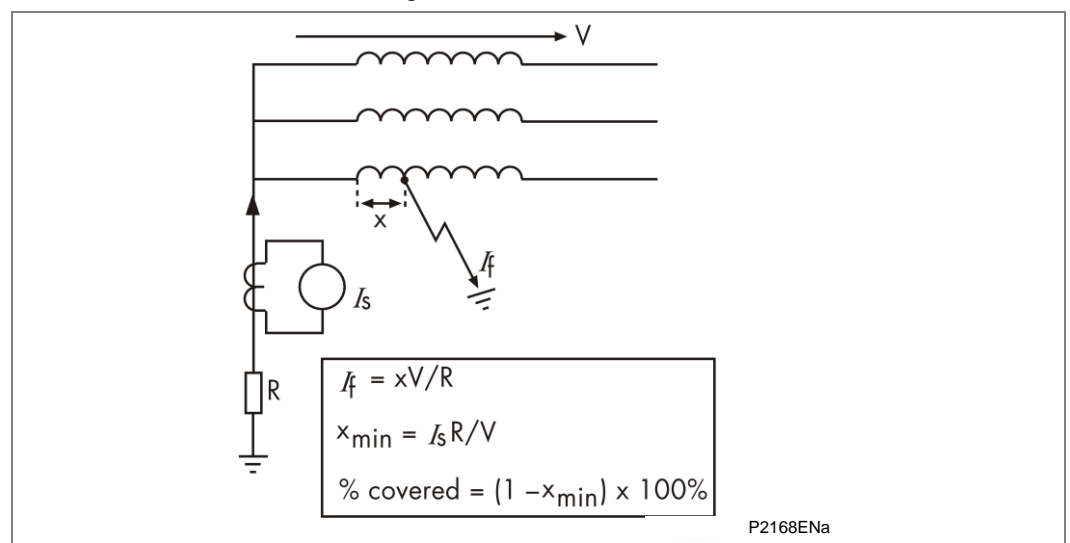 V
x
If
Is
R
If = xV/R
xmin = IsR/V
% covered = (1 –xmin) x 100%
P2168ENa